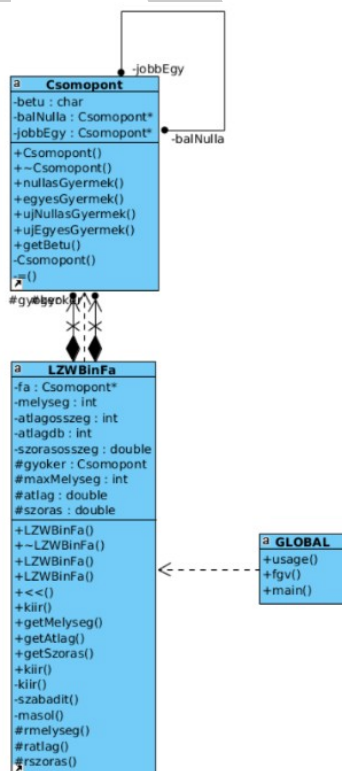 -jobbEgy
a
Csomopont
-betu : char
-balNulla : Csomopont*
-jobbEgy : Csomopont*
-balNulla
+Csomopont()
+~Csomopont()
+nullasGyermek()
+egyesGyermek()
+ujNullasGyermek()
+ujEgyesGyermek()
+getBetu()
-Csomopont()
-=()
a
LZWBinFa
-fa : Csomopont*
-melyseg : int
-atlagosszeg : int
-atlagdb : int
-szorasosszeg : double
#gyoker : Csomopont
#maxMelyseg : int
#atlag : double
#szoras : double
+LZWBinFa()
+~LZWBinFa()
+LZWBinFa()
+LZWBinFa()
+<<()
+kiir()
+getMelyseg()
+getAtlag()
+getSzoras()
+kiir()
-kiir()
-szabadit()
-masol()
#rmelyseg()
#ratlag()
#rszoras()
a
GLOBAL
+usage()
+fgv()
+main()